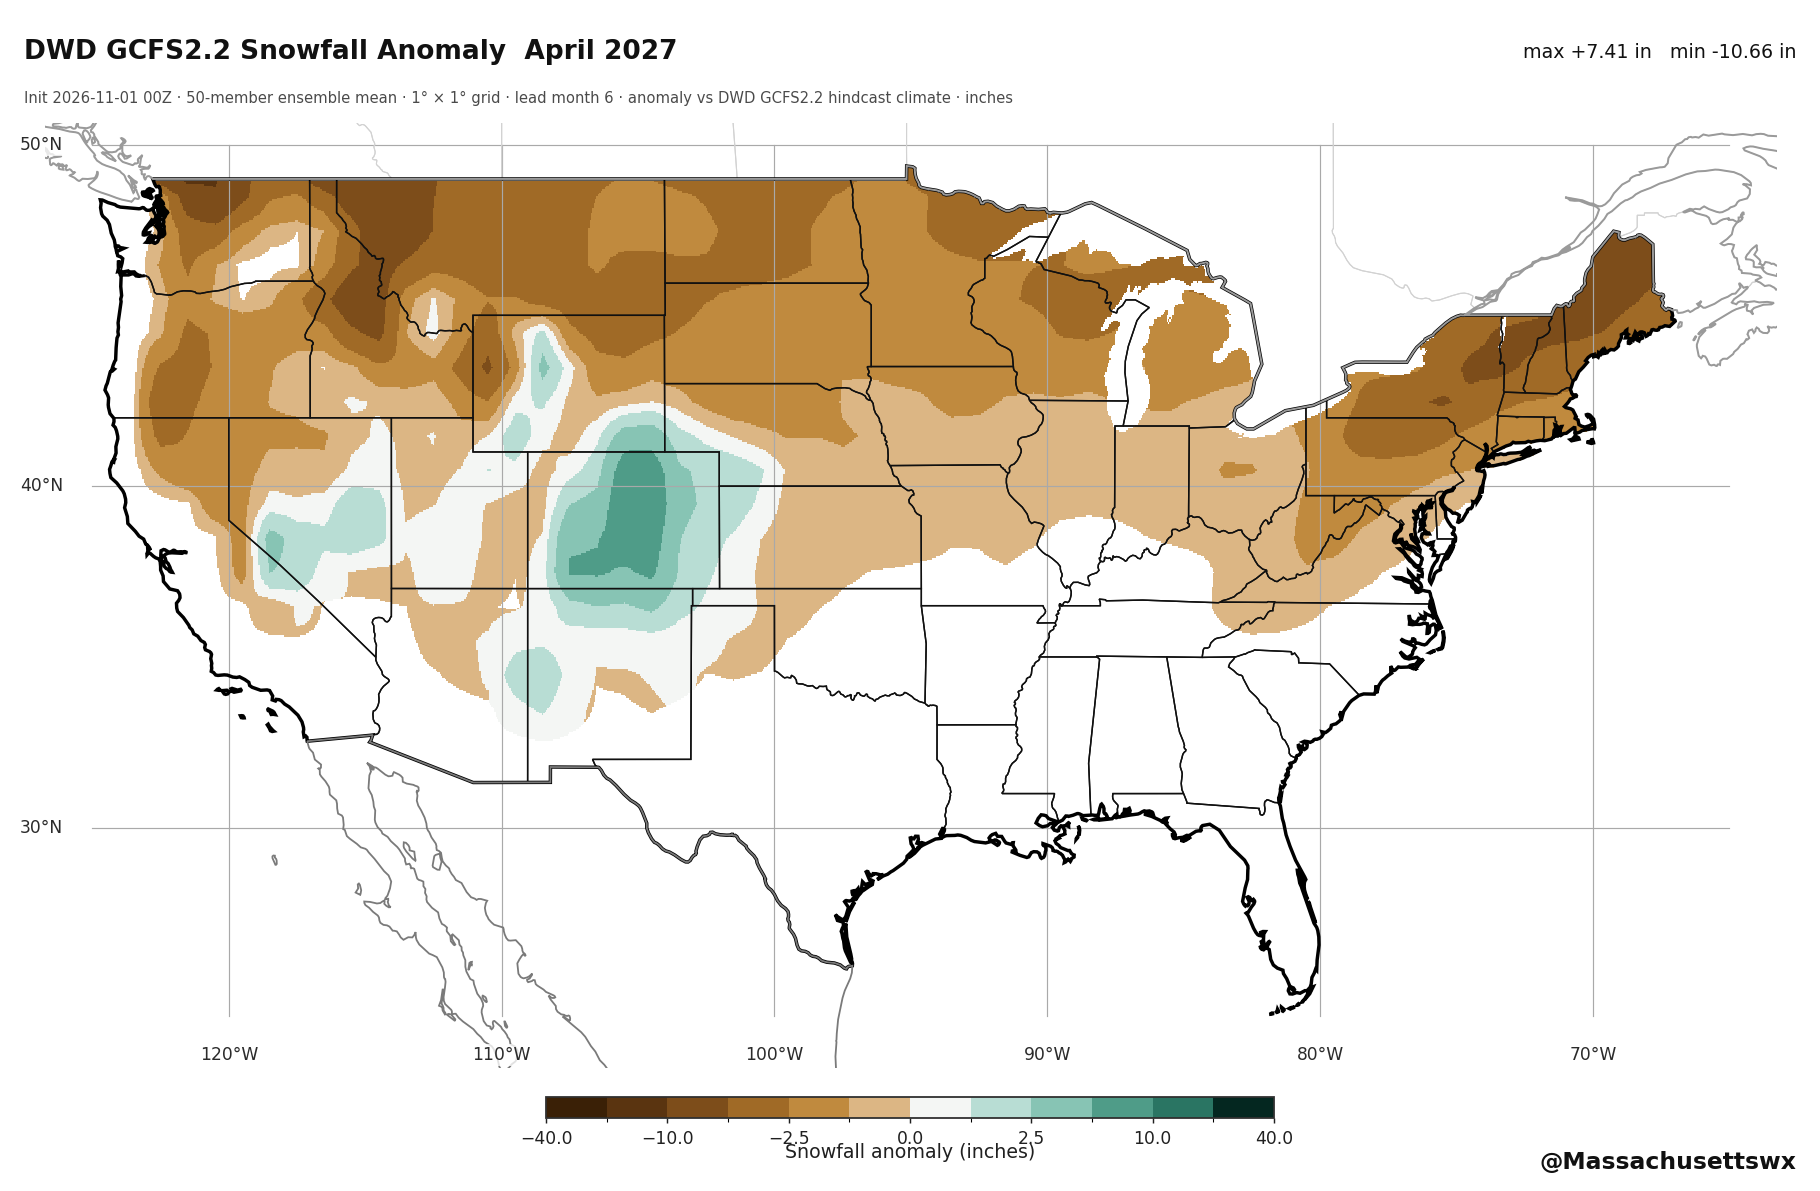 DWD GCFS2.2 Snowfall Anomaly  April 2027
max +7.41 in   min -10.66 in
Init 2026-11-01 00Z · 50-member ensemble mean · 1° × 1° grid · lead month 6 · anomaly vs DWD GCFS2.2 hindcast climate · inches
50°N
40°N
30°N
120°W 110°W 100°W 90°W 80°W 70°W
−40.0 −10.0 −2.5 0.0 2.5 10.0 40.0
Snowfall anomaly (inches)
@Massachusettswx